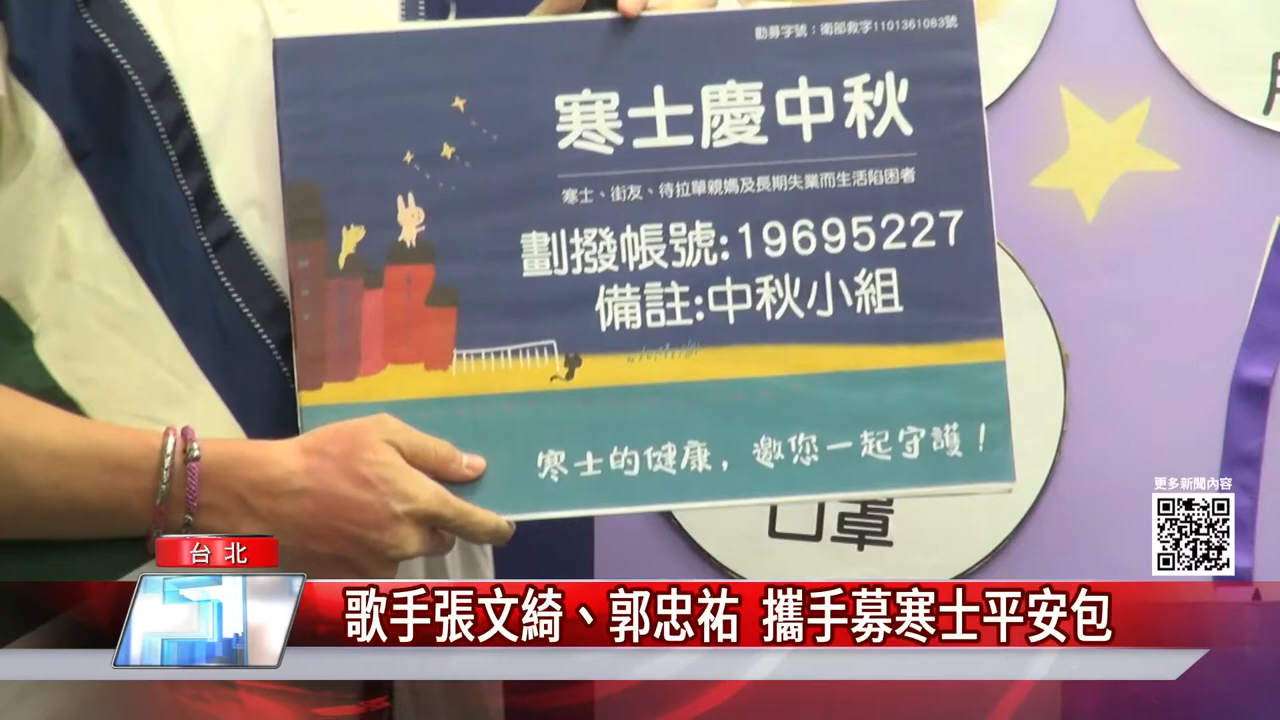 勸募字號：衛部救字1101361083號
寒士慶中秋
寒士、街友、待拉單親媽及長期失業而生活陷困者
劃撥帳號:19695227
備註:中秋小組
寒士的健康，邀您一起守護！
口罩
更多新聞內容
台北
歌手張文綺、郭忠祐 攜手募寒士平安包